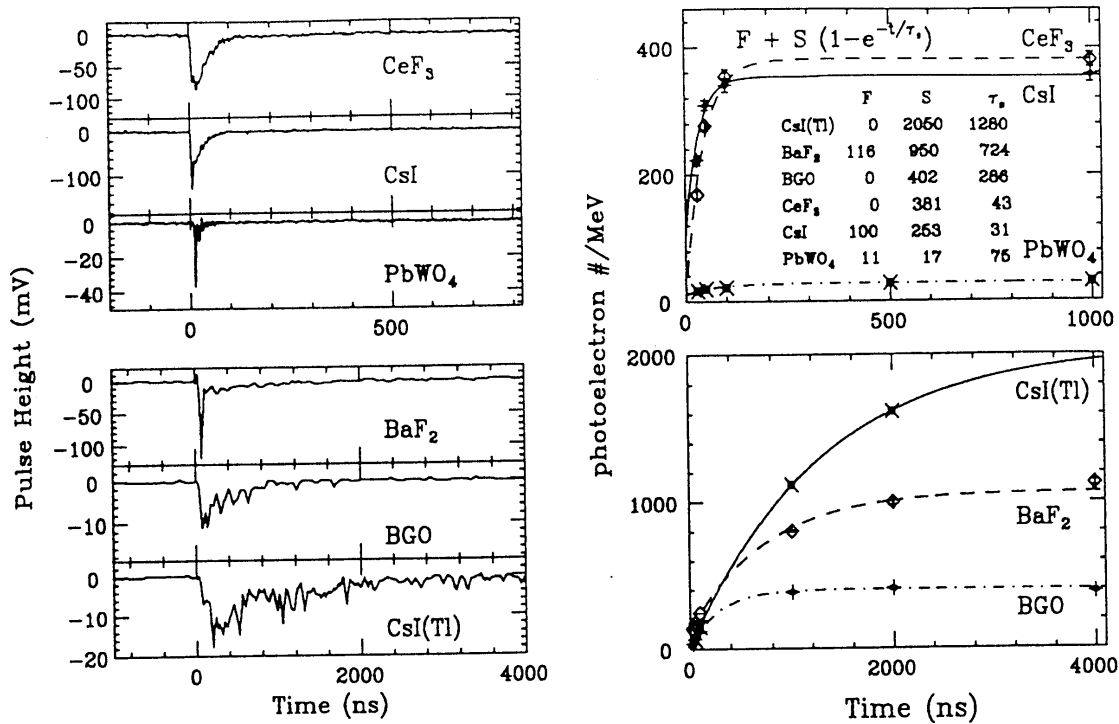 Pulse Height (mV)
0
−50
−100
CeF₃
0
−100
CsI
0
−20
−40
PbWO₄
0
500
0
−50
−100
BaF₂
0
−10
BGO
0
−10
−20
CsI(Tl)
0
2000
4000
Time (ns)
photoelectron #/MeV
400
200
0
F + S (1−e^{−t/τₛ})
CeF₃
CsI
F S τₛ
CsI(Tl) 0 2050 1280
BaF₂ 116 950 724
BGO 0 402 286
CeF₃ 0 381 43
CsI 100 253 31
PbWO₄ 11 17 75
PbWO₄
0
500
1000
2000
1000
0
CsI(Tl)
BaF₂
BGO
0
2000
4000
Time (ns)